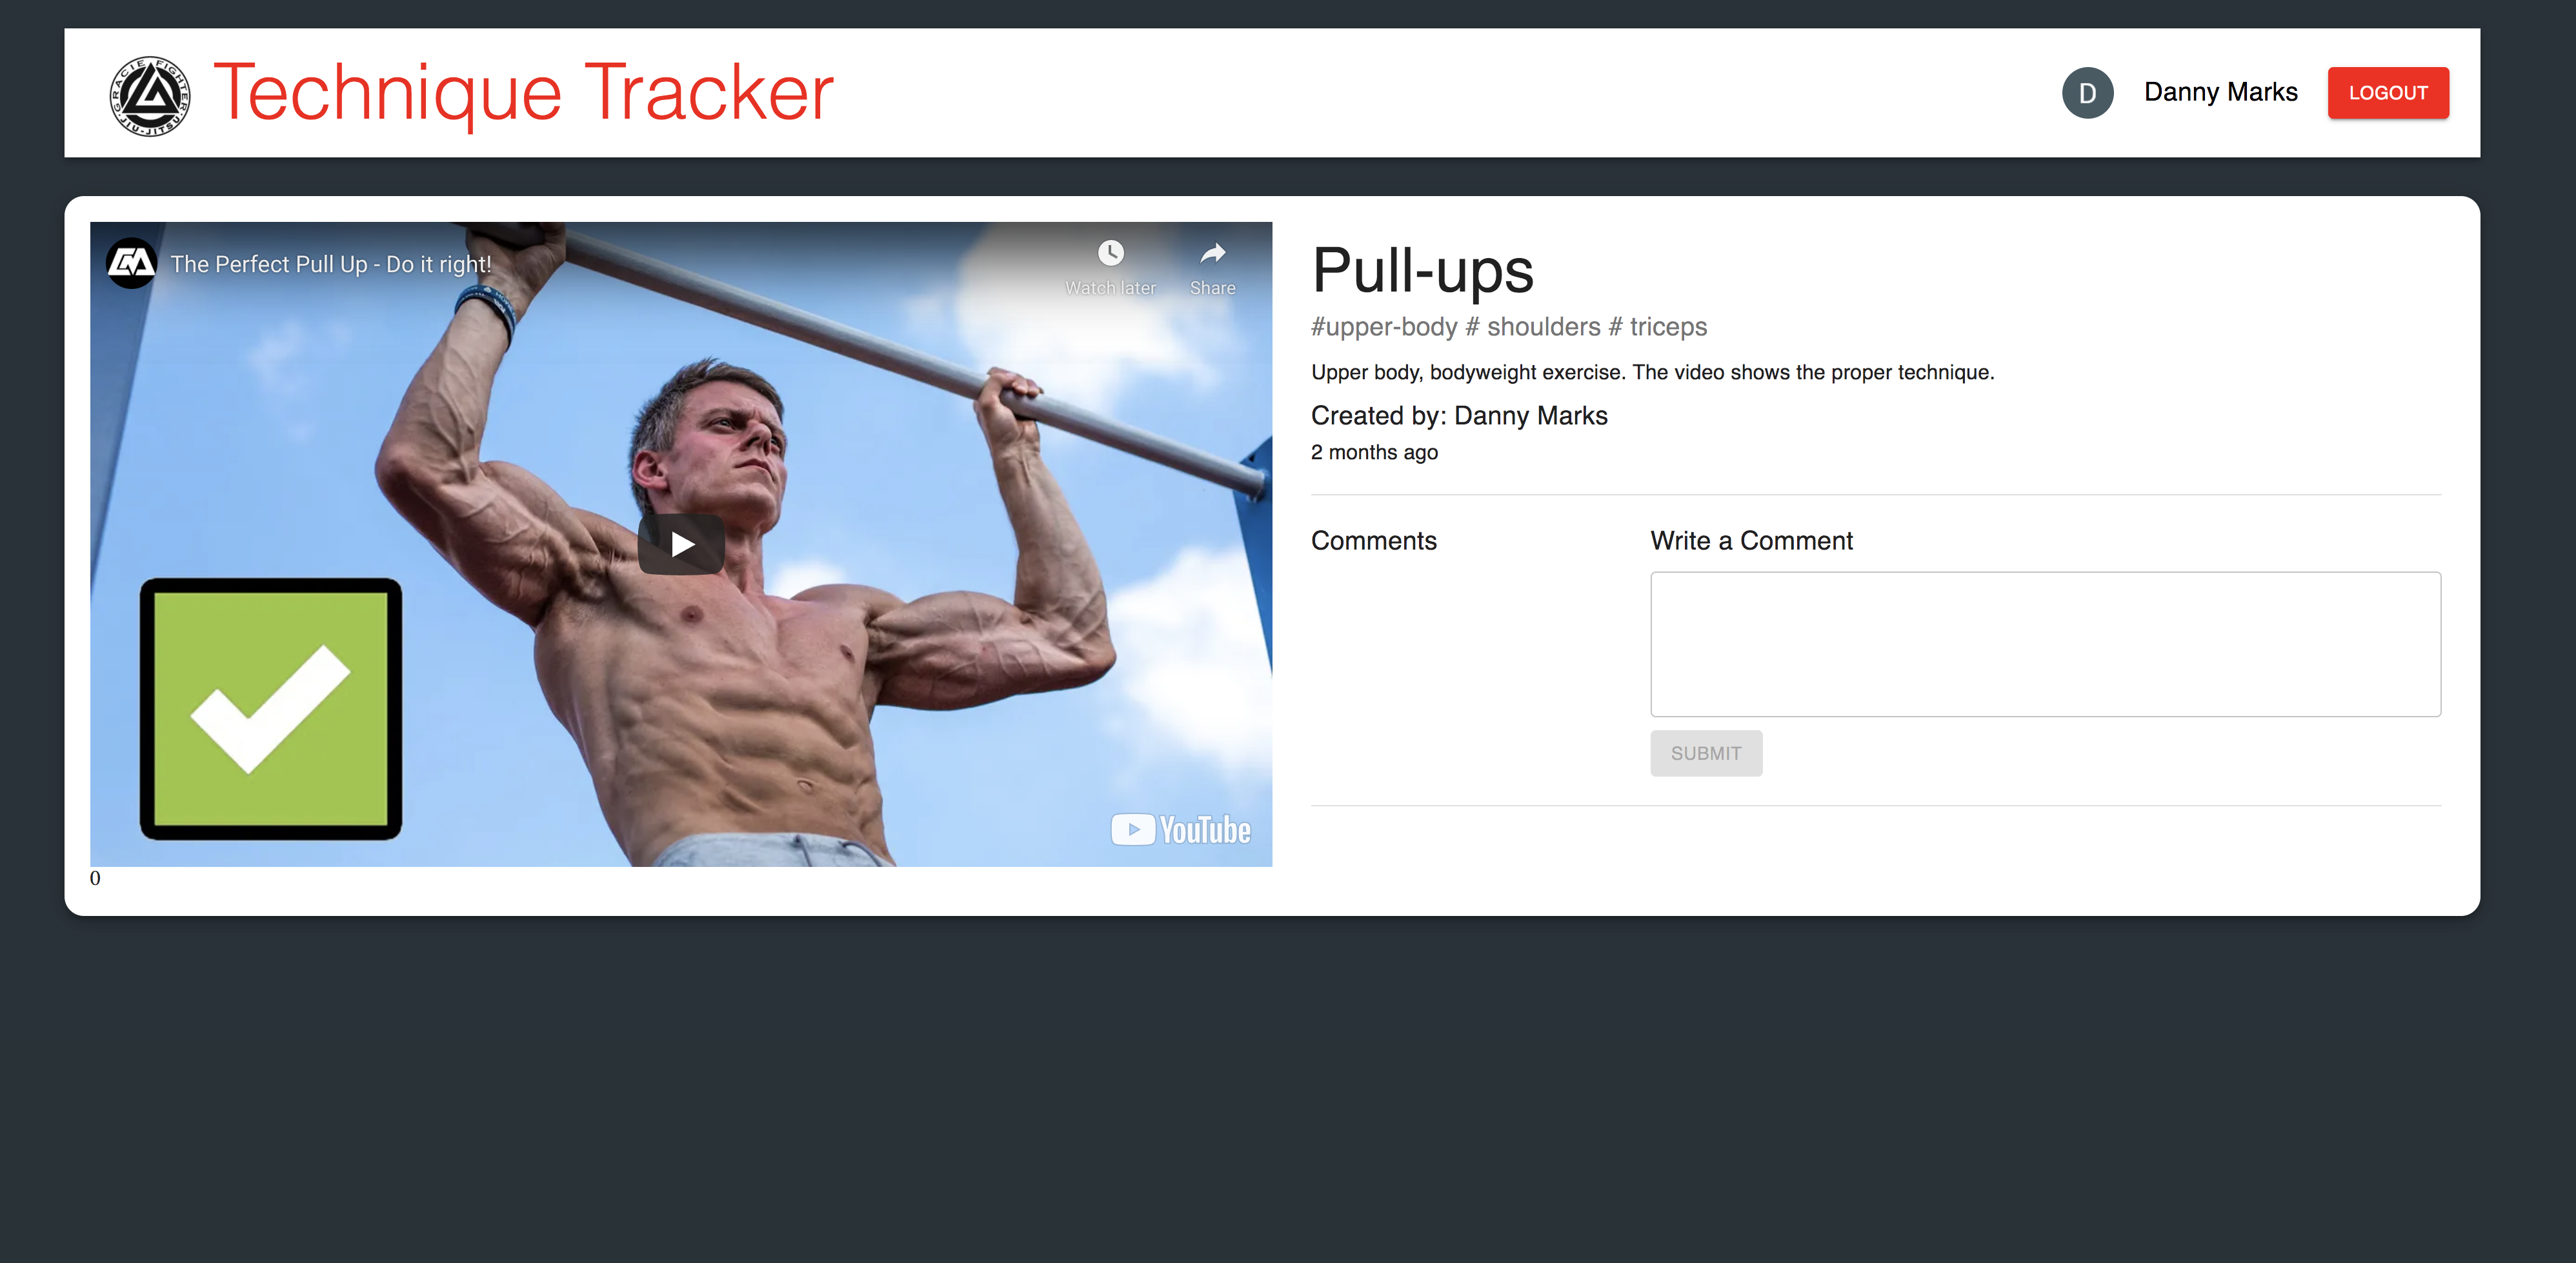 GRACIE FIGHTER
JIU-JITSU
Technique Tracker
D
Danny Marks
LOGOUT
The Perfect Pull Up - Do it right!
Watch later
Share
YouTube
0
Pull-ups
#upper-body # shoulders # triceps
Upper body, bodyweight exercise. The video shows the proper technique.
Created by: Danny Marks
2 months ago
Comments
Write a Comment
SUBMIT